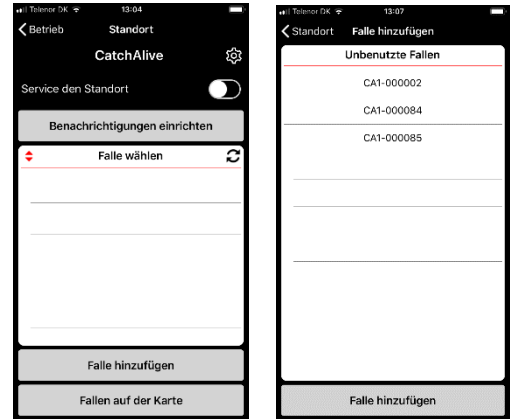 Telenor DK 13:04
Betrieb Standort
CatchAlive
Service den Standort
Benachrichtigungen einrichten
Falle wählen
Falle hinzufügen
Fallen auf der Karte
Telenor DK 13:07
Standort Falle hinzufügen
Unbenutzte Fallen
CA1-000002
CA1-000084
CA1-000085
Falle hinzufügen